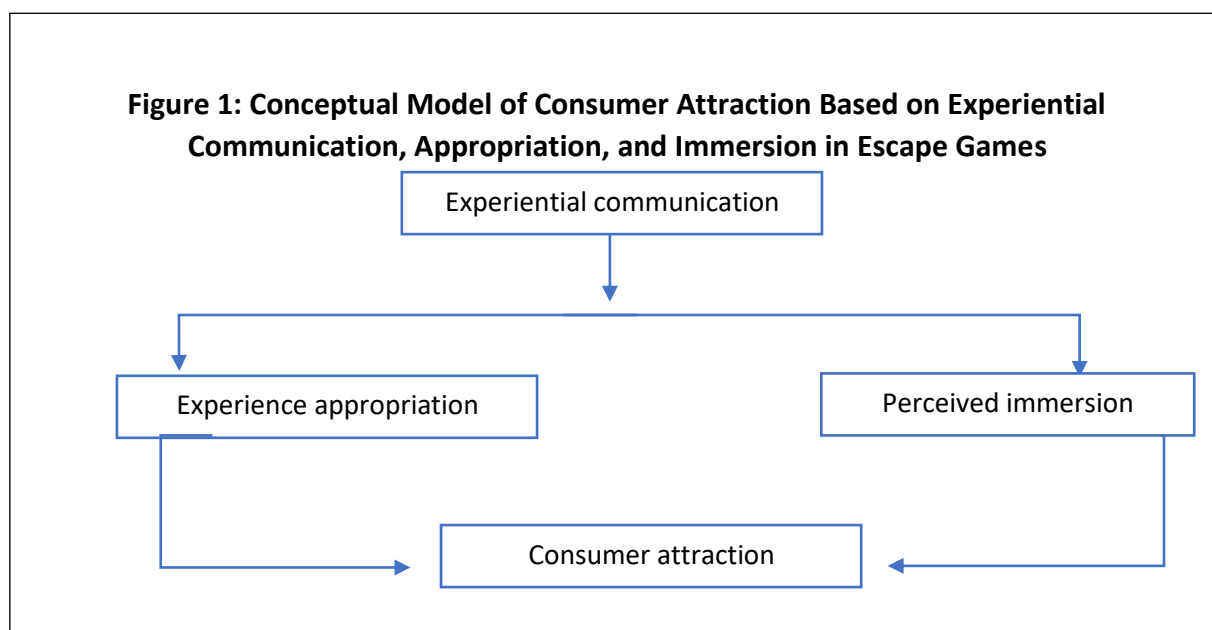 Figure 1: Conceptual Model of Consumer Attraction Based on Experiential
Communication, Appropriation, and Immersion in Escape Games
Experiential communication
Experience appropriation
Perceived immersion
Consumer attraction